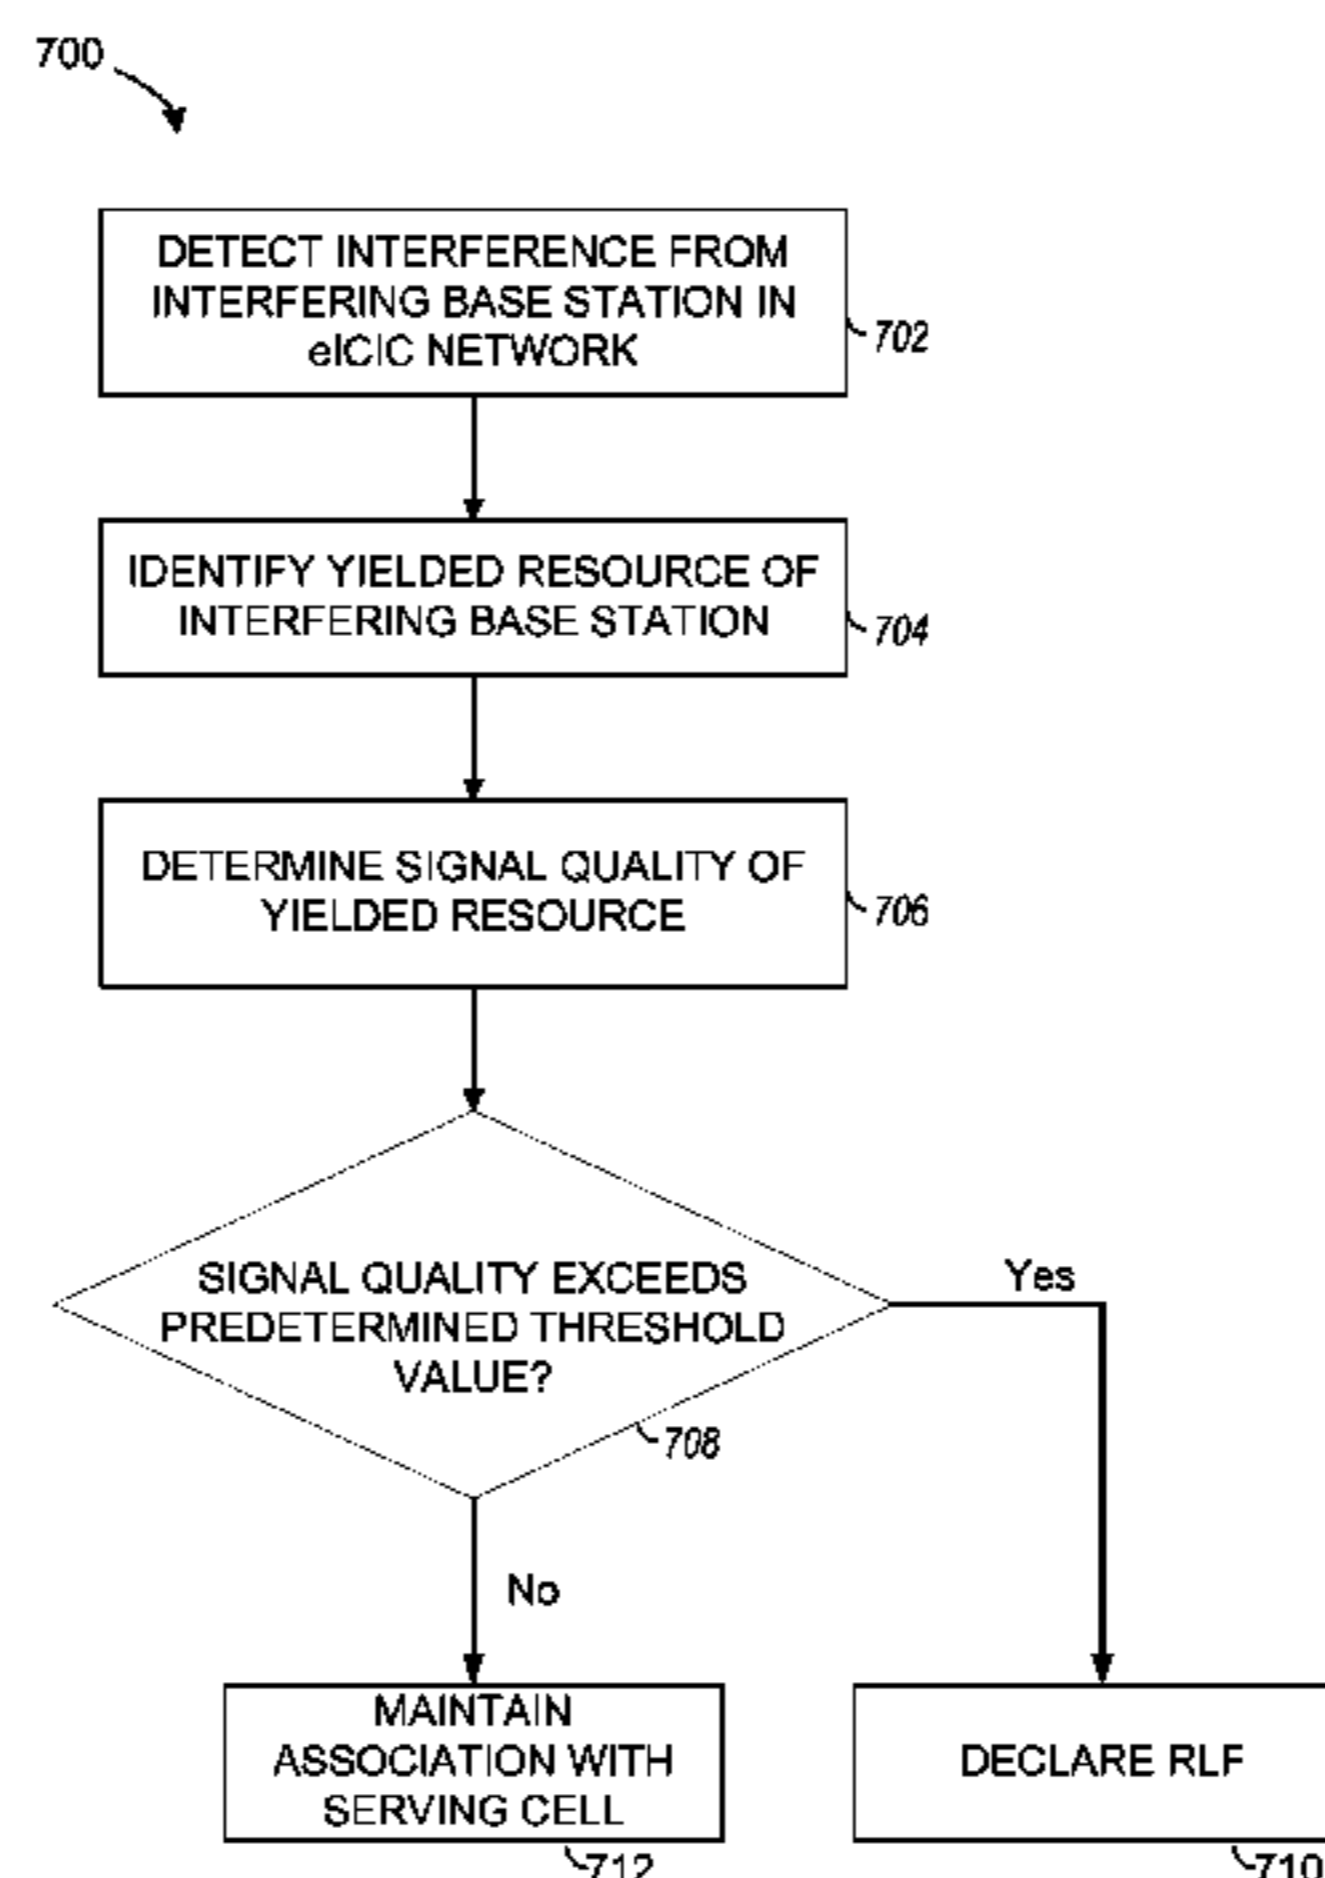 700
DETECT INTERFERENCE FROM
INTERFERING BASE STATION IN
eICIC NETWORK
702
IDENTIFY YIELDED RESOURCE OF
INTERFERING BASE STATION
704
DETERMINE SIGNAL QUALITY OF
YIELDED RESOURCE
706
SIGNAL QUALITY EXCEEDS
PREDETERMINED THRESHOLD
VALUE?
708
Yes
No
MAINTAIN
ASSOCIATION WITH
SERVING CELL
712
DECLARE RLF
710